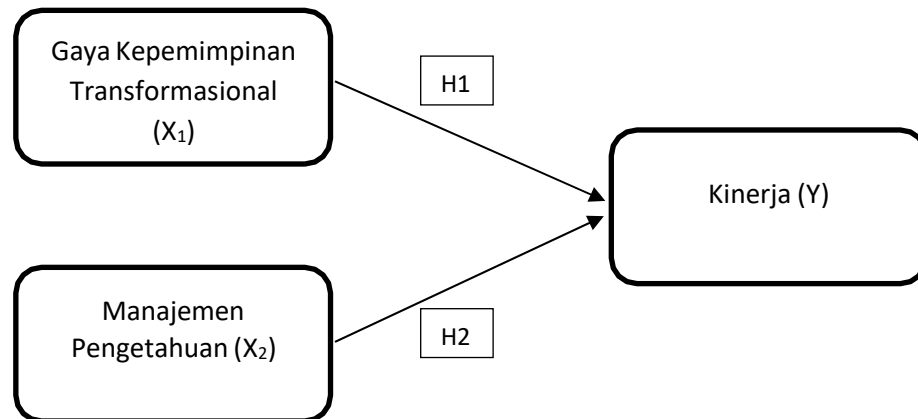 Gaya Kepemimpinan
Transformasional
(X₁)
H1
Kinerja (Y)
Manajemen
Pengetahuan (X₂)
H2